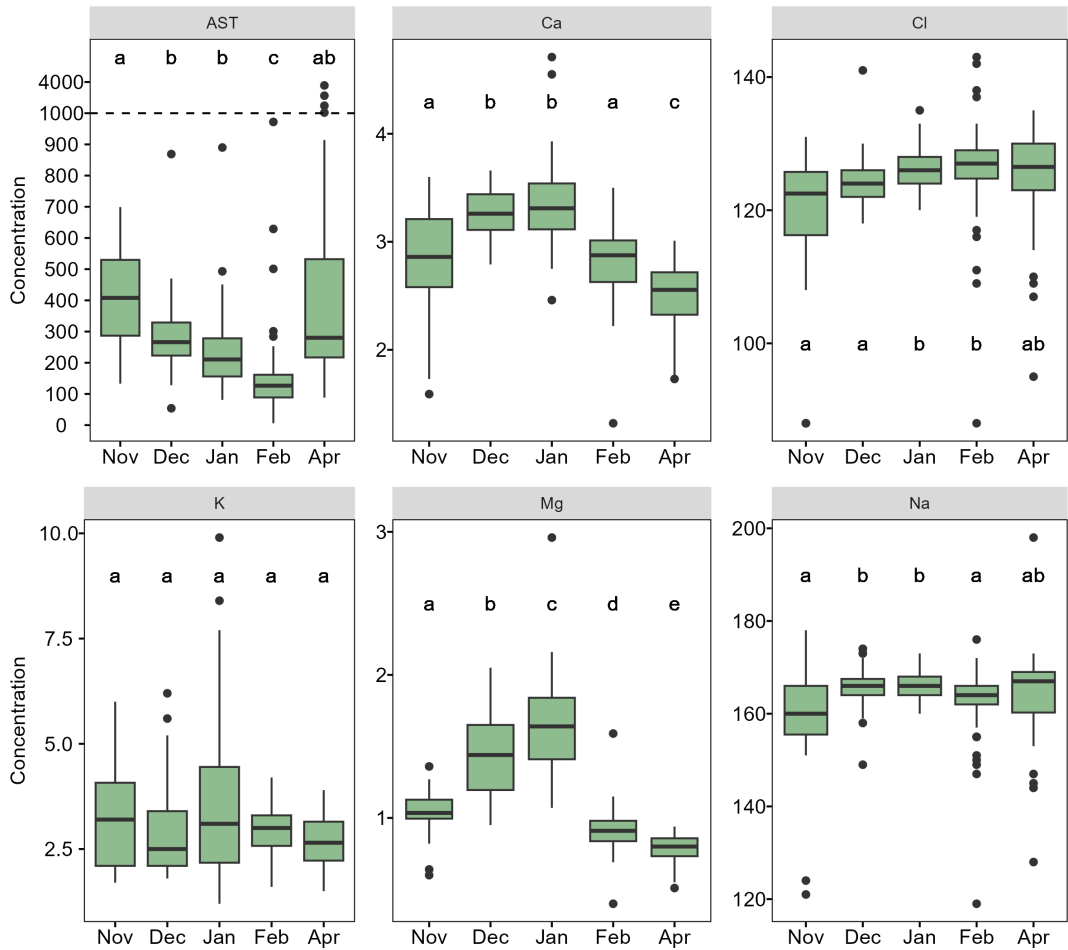 AST
Ca
Cl
a b b c ab
a b b a c
a a b b ab
4000
1000
900
800
700
600
500
400
300
200
100
0
4
3
2
140
120
100
Concentration
Nov Dec Jan Feb Apr
Nov Dec Jan Feb Apr
Nov Dec Jan Feb Apr
K
Mg
Na
a a a a a
a b c d e
a b b a ab
10.0
7.5
5.0
2.5
3
2
1
200
180
160
140
120
Concentration
Nov Dec Jan Feb Apr
Nov Dec Jan Feb Apr
Nov Dec Jan Feb Apr